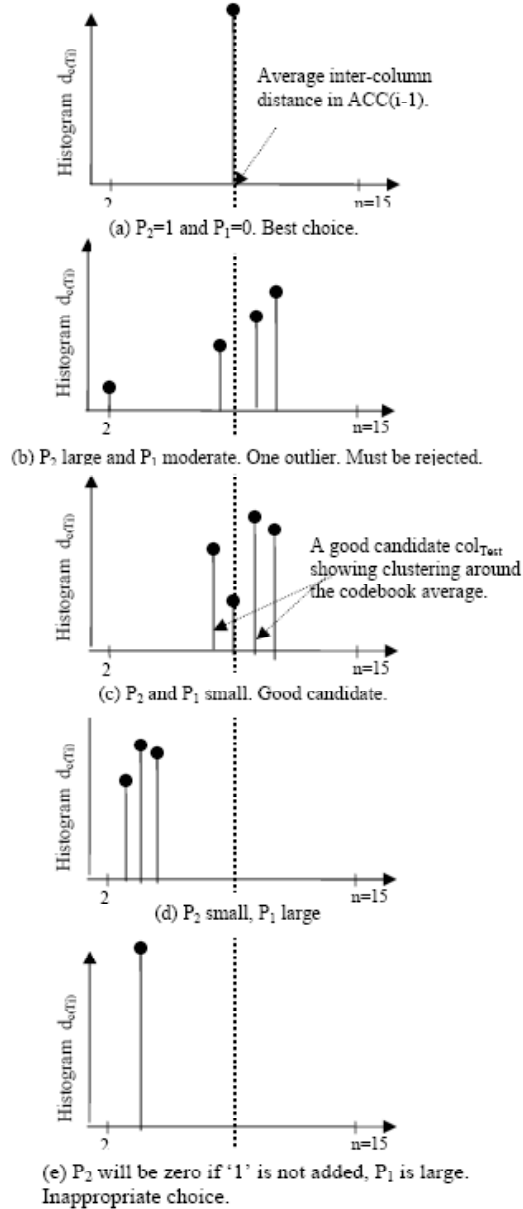 Histogram d_c(Ti)
Average inter-column
distance in ACC(i-1).
2
n=15
(a) P₂=1 and P₁=0. Best choice.
Histogram d_c(Ti)
2
n=15
(b) P₂ large and P₁ moderate. One outlier. Must be rejected.
Histogram d_c(Ti)
A good candidate col_Test
showing clustering around
the codebook average.
2
n=15
(c) P₂ and P₁ small. Good candidate.
Histogram d_c(Ti)
2
n=15
(d) P₂ small, P₁ large
Histogram d_c(Ti)
2
n=15
(e) P₂ will be zero if ‘1’ is not added, P₁ is large.
Inappropriate choice.